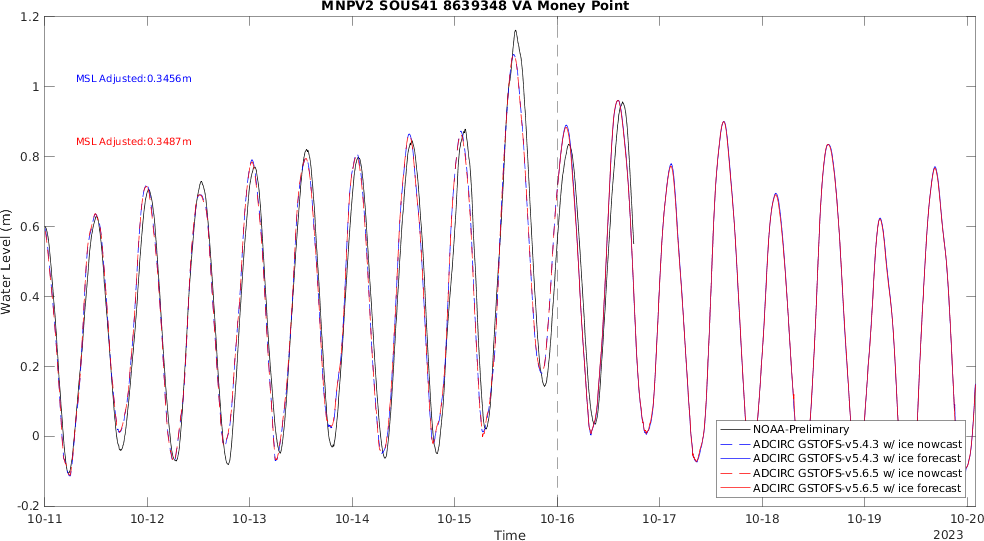 MNPV2 SOUS41 8639348 VA Money Point
1.2
1
0.8
0.6
0.4
0.2
0
-0.2
Water Level (m)
MSL Adjusted:0.3456m
MSL Adjusted:0.3487m
NOAA-Preliminary
ADCIRC GSTOFS-v5.4.3 w/ ice nowcast
ADCIRC GSTOFS-v5.4.3 w/ ice forecast
ADCIRC GSTOFS-v5.6.5 w/ ice nowcast
ADCIRC GSTOFS-v5.6.5 w/ ice forecast
10-11 10-12 10-13 10-14 10-15 10-16 10-17 10-18 10-19 10-20
Time
2023